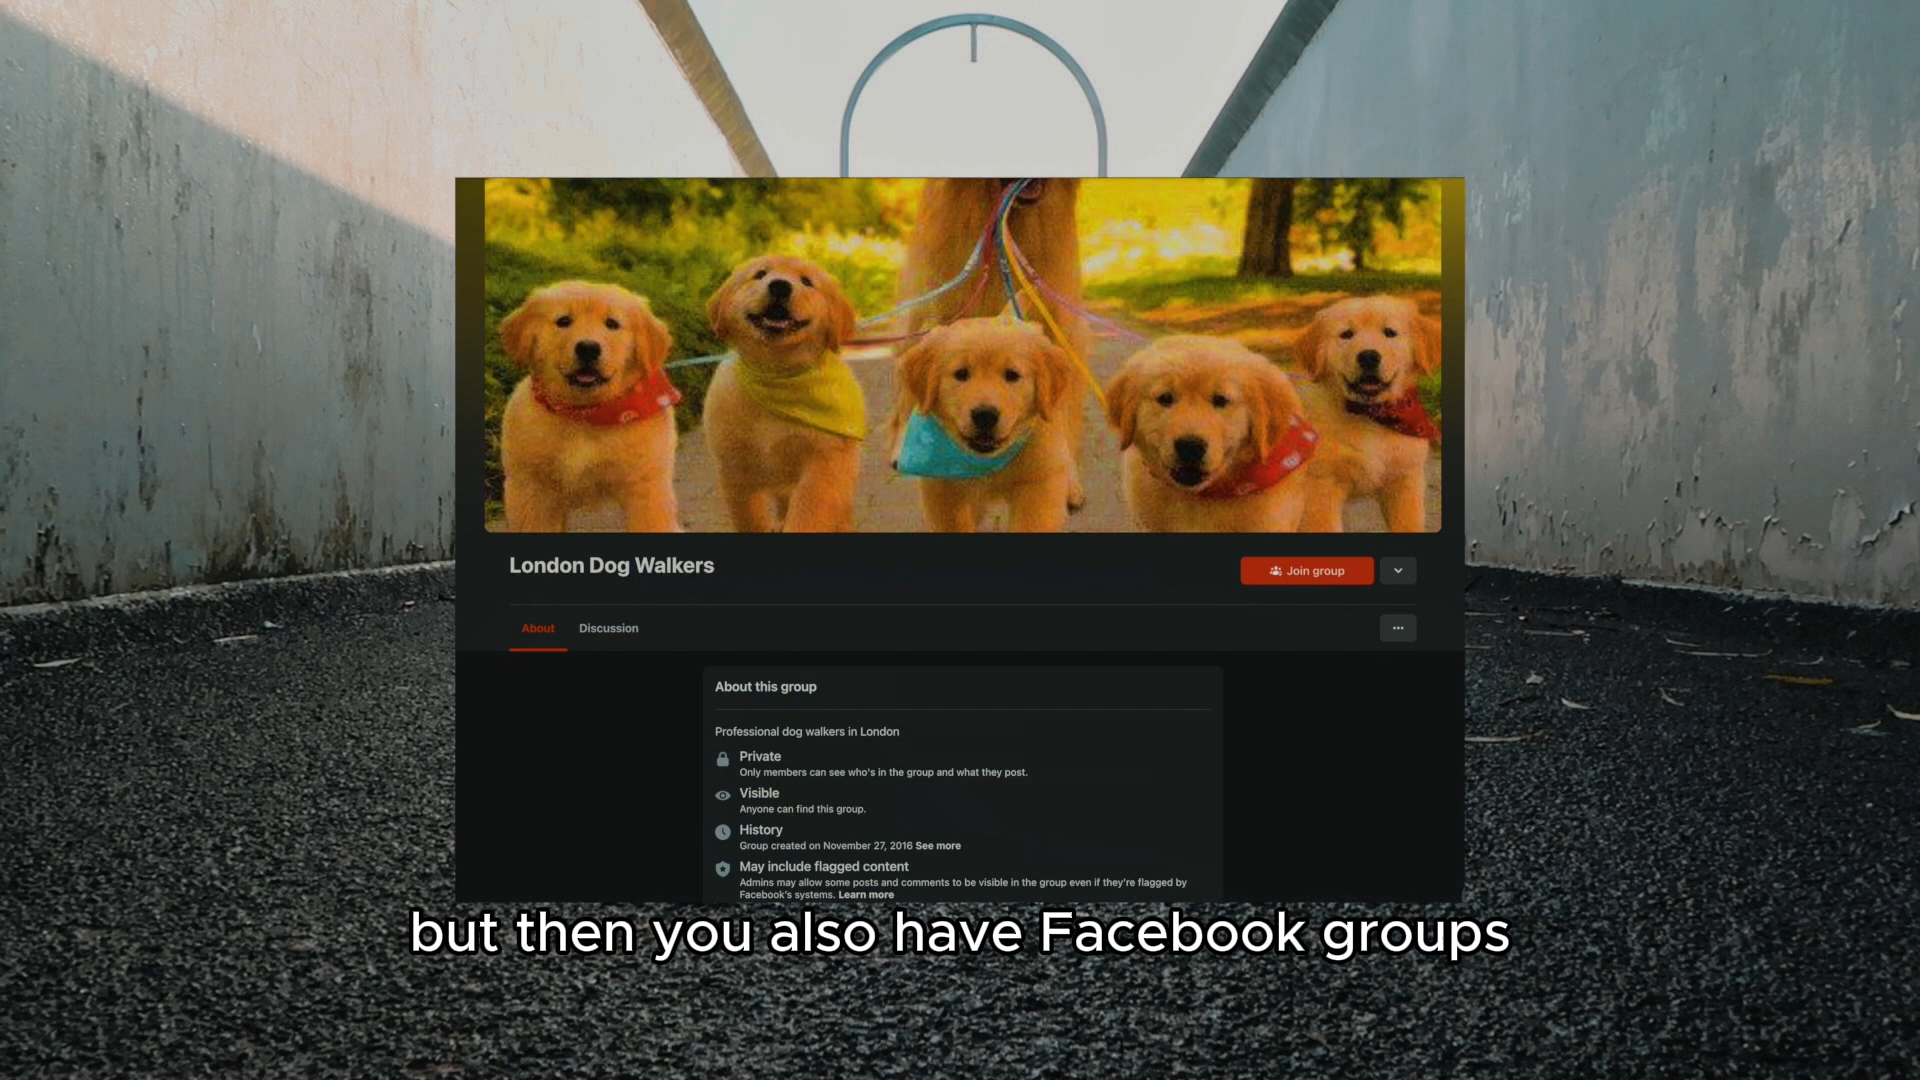 London Dog Walkers
Join group
About
Discussion
About this group
Professional dog walkers in London
Private
Only members can see who's in the group and what they post.
Visible
Anyone can find this group.
History
Group created on November 27, 2016 See more
May include flagged content
Admins may allow some posts and comments to be visible in the group even if they're flagged by
Facebook's systems. Learn more
but then you also have Facebook groups